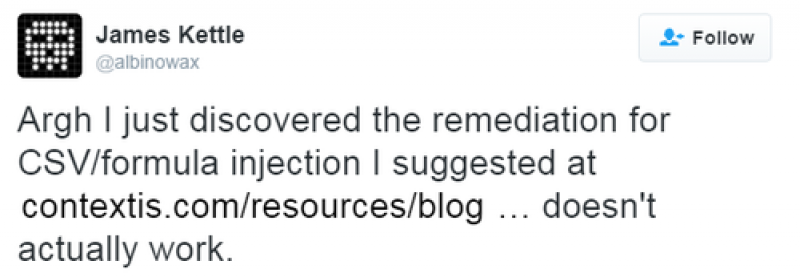 James Kettle
@albinowax
Follow
Argh I just discovered the remediation for
CSV/formula injection I suggested at
contextis.com/resources/blog ... doesn't
actually work.